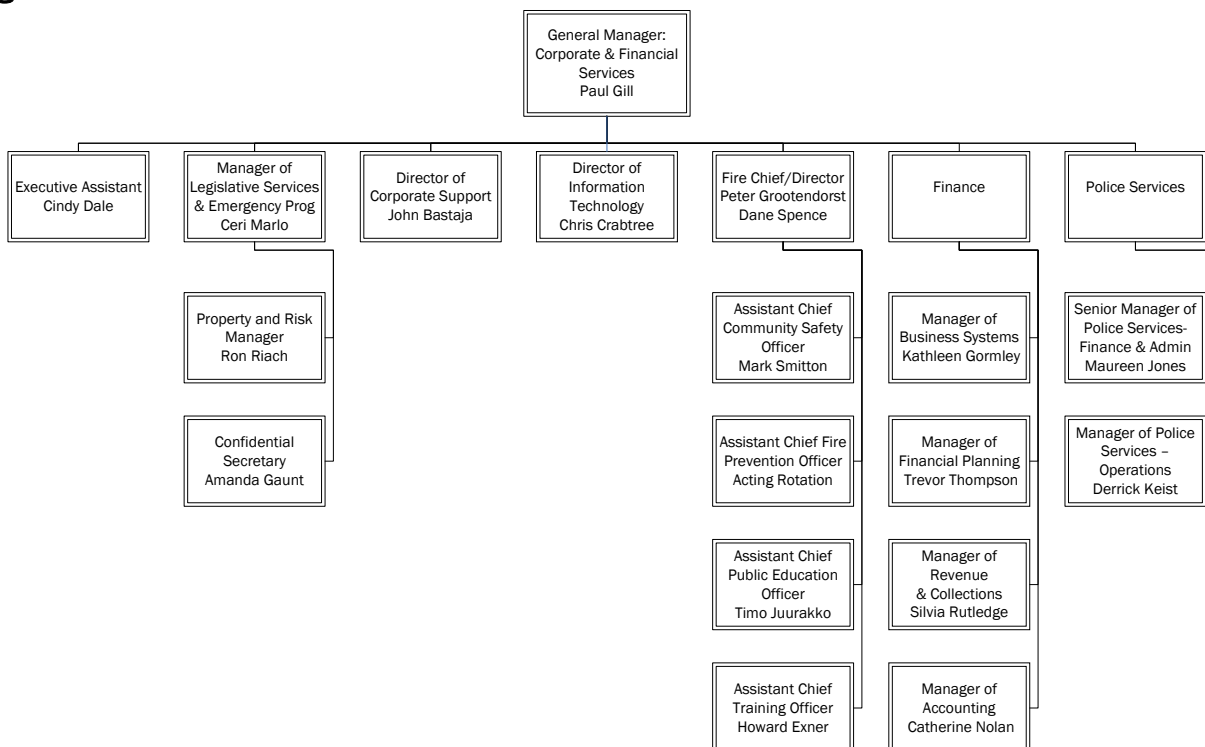 General Manager:
Corporate & Financial
Services
Paul Gill
Executive Assistant
Cindy Dale
Manager of
Legislative Services
& Emergency Prog
Ceri Marlo
Director of
Corporate Support
John Bastaja
Director of
Information
Technology
Chris Crabtree
Fire Chief/Director
Peter Grootendorst
Dane Spence
Finance
Police Services
Property and Risk
Manager
Ron Riach
Confidential
Secretary
Amanda Gaunt
Assistant Chief
Community Safety
Officer
Mark Smitton
Assistant Chief Fire
Prevention Officer
Acting Rotation
Assistant Chief
Public Education
Officer
Timo Juurakko
Assistant Chief
Training Officer
Howard Exner
Manager of
Business Systems
Kathleen Gormley
Manager of
Financial Planning
Trevor Thompson
Manager of
Revenue
& Collections
Silvia Rutledge
Manager of
Accounting
Catherine Nolan
Senior Manager of
Police Services-
Finance & Admin
Maureen Jones
Manager of Police
Services –
Operations
Derrick Keist